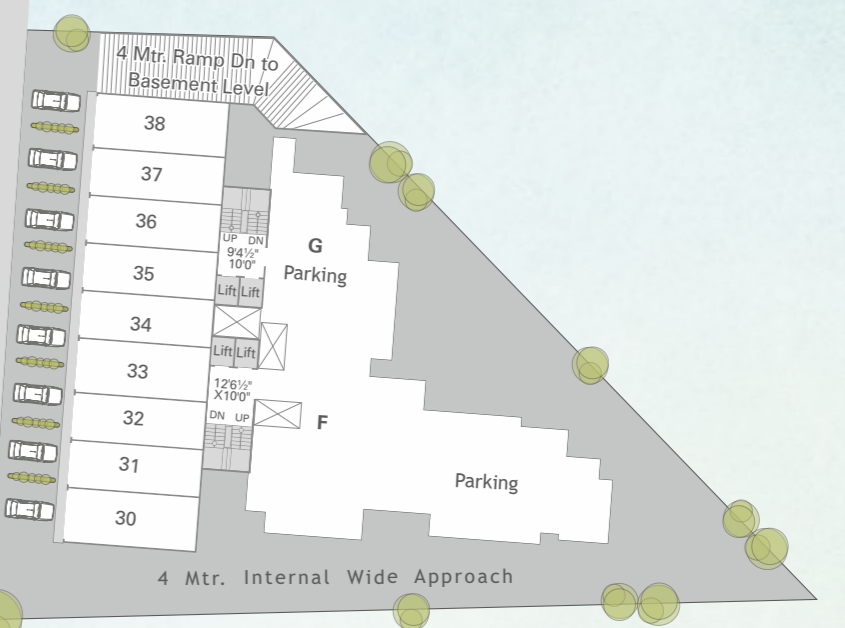 4 Mtr. Ramp Dn to
Basement Level
38
37
36
35
34
33
32
31
30
UP DN
9'4½"
10'0"
Lift Lift
G
Parking
Lift Lift
12'6½"
X10'0"
DN UP
F
Parking
4 Mtr. Internal Wide Approach